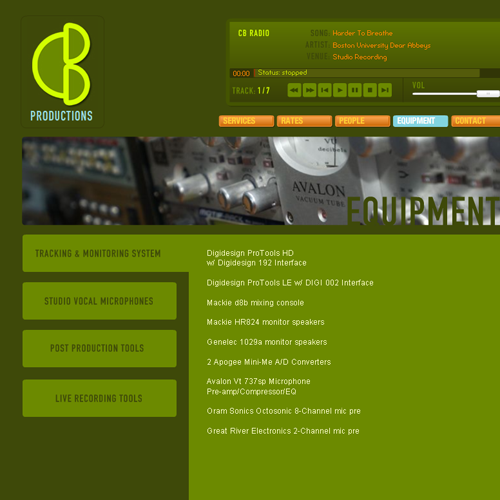 CB
PRODUCTIONS
CB RADIO
SONG Harder To Breathe
ARTIST Boston University Dear Abbeys
Studio Recording
00:00 Status: stopped
TRACK: 1/7
VOL
SERVICES RATES PEOPLE EQUIPMENT CONTACT
AVALON
VACUUM TUBE
EQUIPMENT
TRACKING & MONITORING SYSTEM
STUDIO VOCAL MICROPHONES
POST PRODUCTION TOOLS
LIVE RECORDING TOOLS
Digidesign ProTools HD
w/ Digidesign 192 Interface
Digidesign ProTools LE w/ DIGI 002 Interface
Mackie d8b mixing console
Mackie HR824 monitor speakers
Genelec 1029a monitor speakers
2 Apogee Mini-Me A/D Converters
Avalon Vt 737sp Microphone
Pre-amp/Compressor/EQ
Oram Sonics Octosonic 8-Channel mic pre
Great River Electronics 2-Channel mic pre